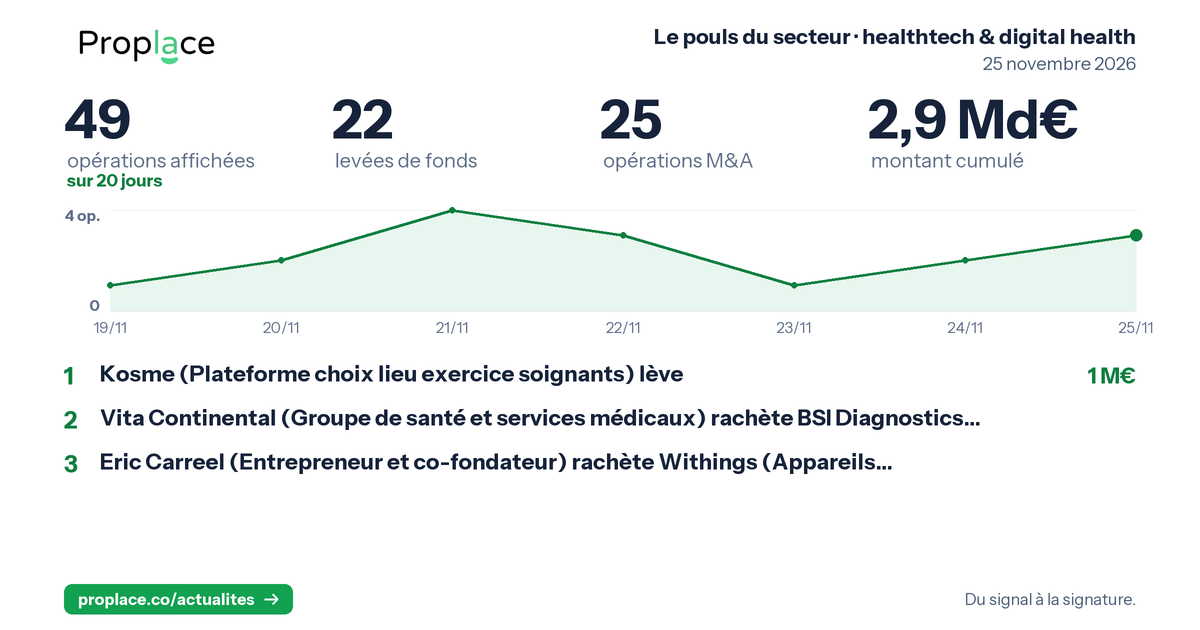 Proplace
Le pouls du secteur · healthtech & digital health
25 novembre 2026
49
22
25
2,9 Md€
opérations affichées
levées de fonds
opérations M&A
montant cumulé
sur 20 jours
4 op.
0
19/11
20/11
21/11
22/11
23/11
24/11
25/11
1 Kosme (Plateforme choix lieu exercice soignants) lève 1 M€
2 Vita Continental (Groupe de santé et services médicaux) rachète BSI Diagnostics...
3 Eric Carreel (Entrepreneur et co-fondateur) rachète Withings (Appareils...
proplace.co/actualites →
Du signal à la signature.